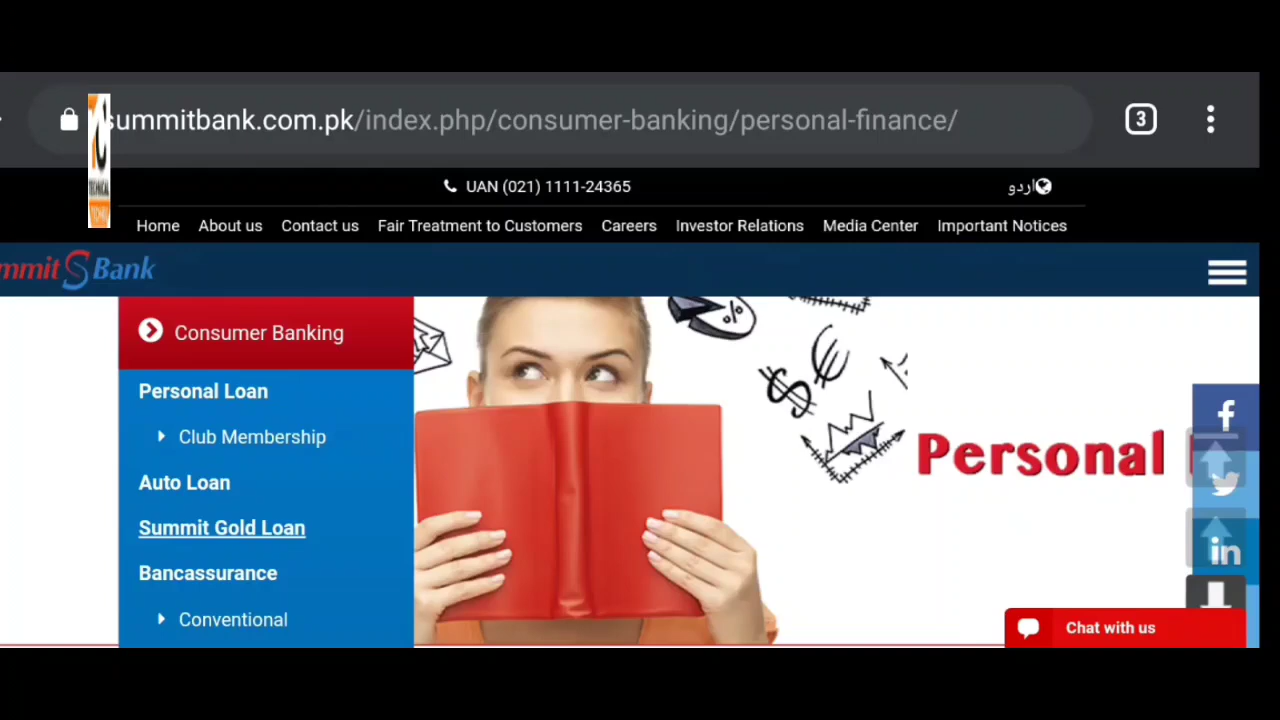 summitbank.com.pk/index.php/consumer-banking/personal-finance/
3
UAN (021) 1111-24365
اردو
Home About us Contact us Fair Treatment to Customers Careers Investor Relations Media Center Important Notices
mmit Bank
Consumer Banking
Personal Loan
Club Membership
Auto Loan
Summit Gold Loan
Bancassurance
Conventional
%
$ €
Personal
f
in
Chat with us